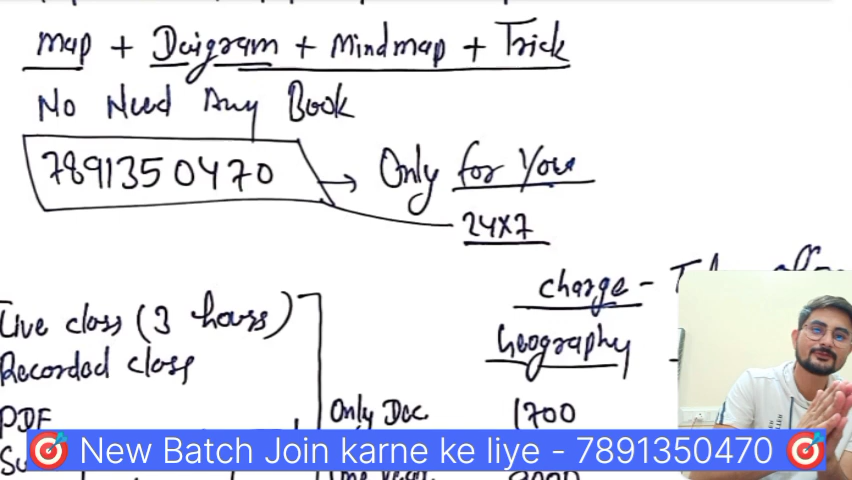 Map + Daigram + Mindmap + Trick
No Need Any Book
7891350470 → Only for You
24x7
charge -
Live class (3 hours)
Geography -
Recorded class
PDF
Only Dec 1700
🎯 New Batch Join karne ke liye - 7891350470 🎯